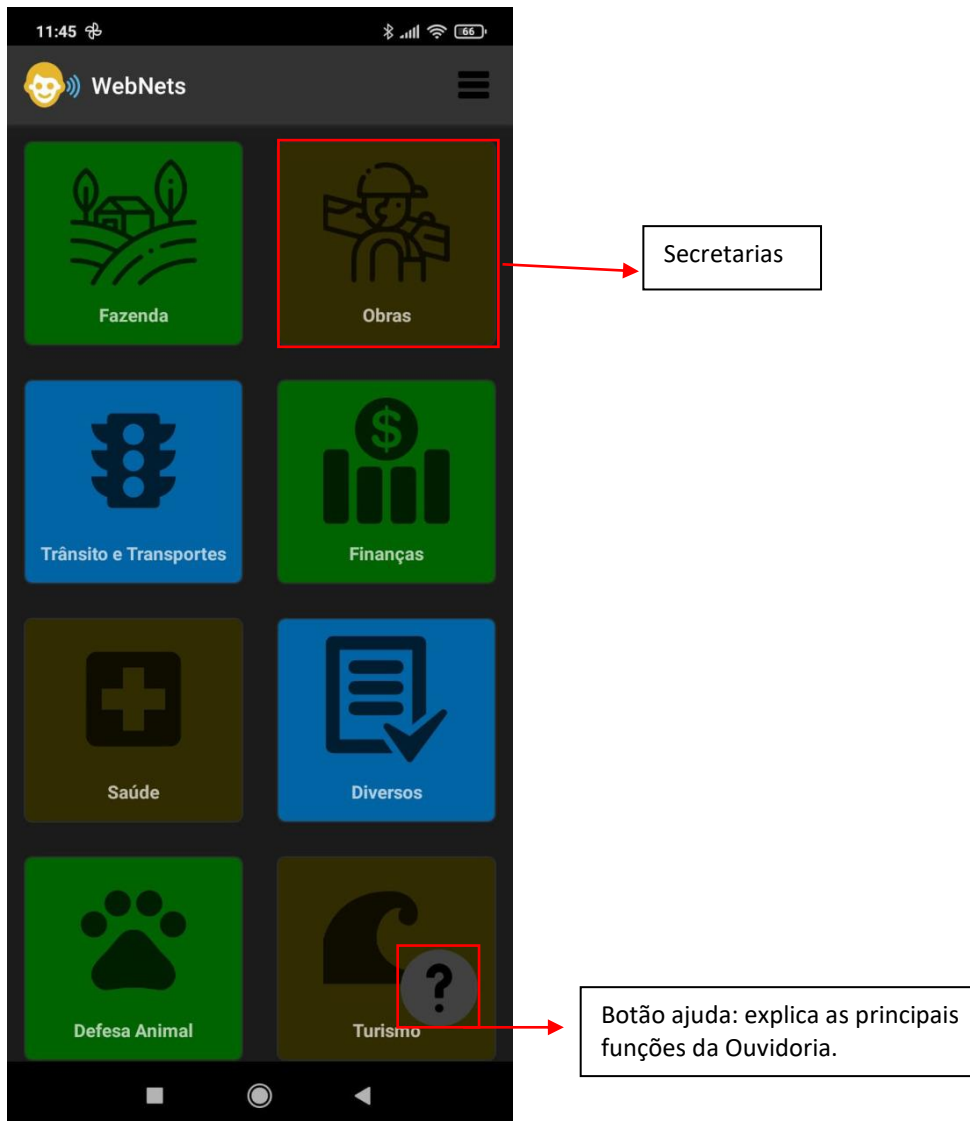 11:45
66
WebNets
Fazenda
Obras
Secretarias
Trânsito e Transportes
Finanças
Saúde
Diversos
Defesa Animal
Turismo
?
Botão ajuda: explica as principais
funções da Ouvidoria.